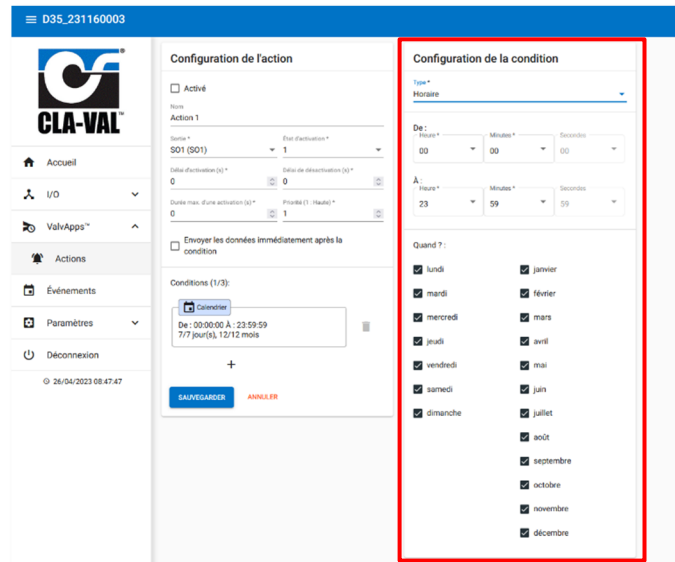 D35_231160003
CLA-VAL
Accueil
I/O
ValvApps™
Actions
Événements
Paramètres
Déconnexion
26/04/2023 08:47:47
Configuration de l'action
Activé
Nom
Action 1
Sortie * État d'activation *
SO1 (SO1) 1
Délai d'activation (s) * Délai de désactivation (s) *
0 0
Durée max. d'une activation (s) * Priorité (1 : Haute) *
0 1
Envoyer les données immédiatement après la
condition
Conditions (1/3):
Calendrier
De : 00:00:00 À : 23:59:59
7/7 jour(s), 12/12 mois
+
SAUVEGARDER ANNULER
Configuration de la condition
Type *
Horaire
De :
Heure * Minutes * Secondes
00 00 00
À :
Heure * Minutes * Secondes
23 59 59
Quand ? :
lundi janvier
mardi février
mercredi mars
jeudi avril
vendredi mai
samedi juin
dimanche juillet
août
septembre
octobre
novembre
décembre